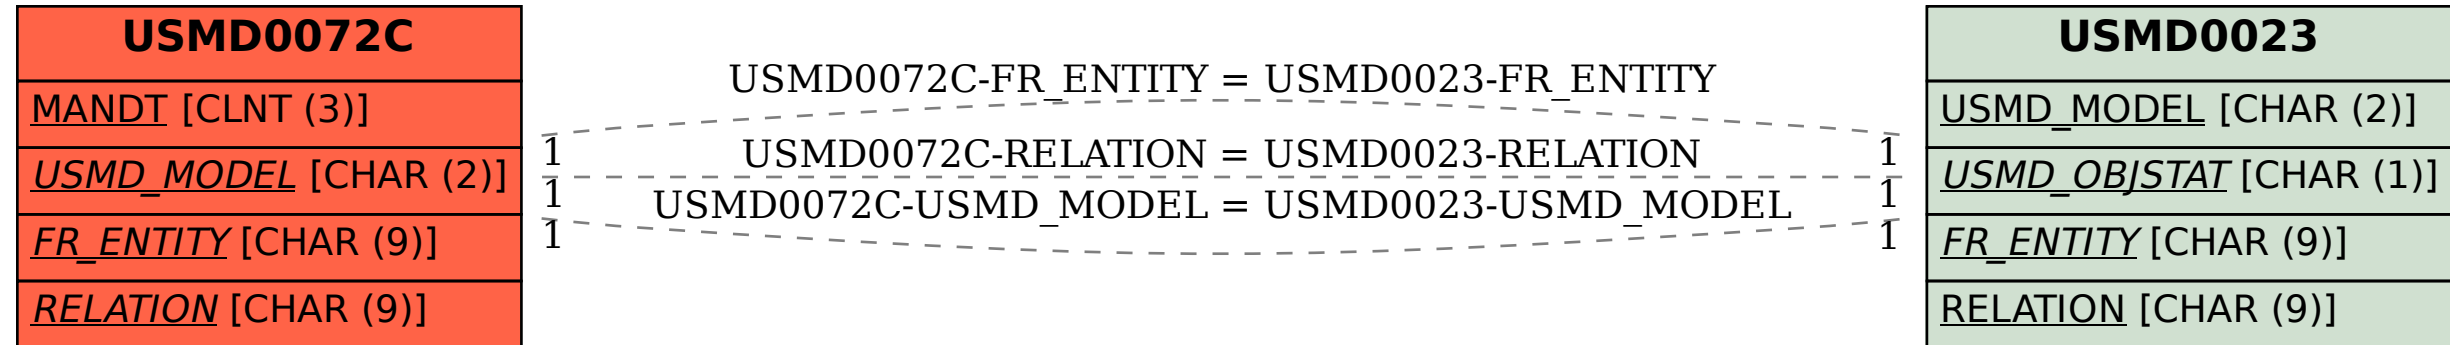 USMD0072C
MANDT [CLNT (3)]
USMD_MODEL [CHAR (2)]
FR_ENTITY [CHAR (9)]
RELATION [CHAR (9)]
USMD0072C-FR_ENTITY = USMD0023-FR_ENTITY
1
1
USMD0072C-RELATION = USMD0023-RELATION
1
1
USMD0072C-USMD_MODEL = USMD0023-USMD_MODEL
1
1
USMD0023
USMD_MODEL [CHAR (2)]
USMD_OBJSTAT [CHAR (1)]
FR_ENTITY [CHAR (9)]
RELATION [CHAR (9)]